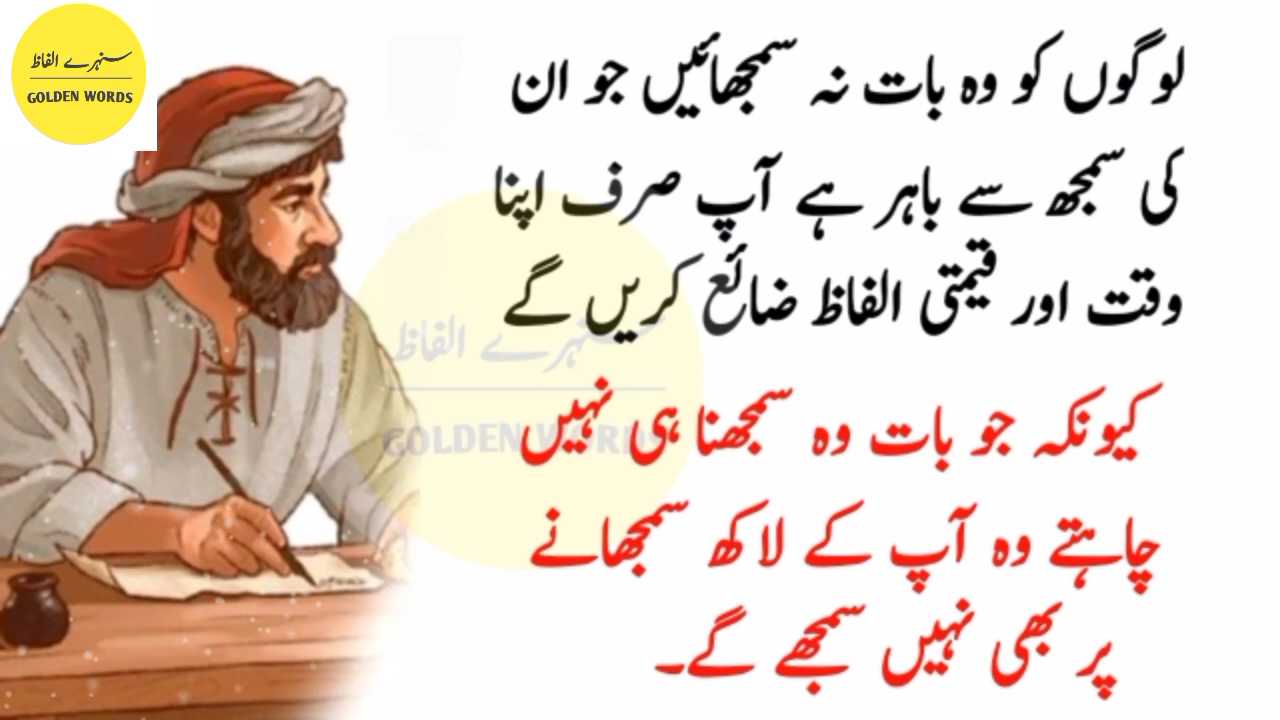 سنہرے الفاظ
GOLDEN WORDS
لوگوں کو وہ بات نہ سمجھائیں جو ان
کی سمجھ سے باہر ہے آپ صرف اپنا
وقت اور قیمتی الفاظ ضائع کریں گے
سنہرے الفاظ
GOLDEN WORDS
کیونکہ جو بات وہ سمجھنا ہی نہیں
چاہتے وہ آپ کے لاکھ سمجھانے
پر بھی نہیں سمجھے گے۔